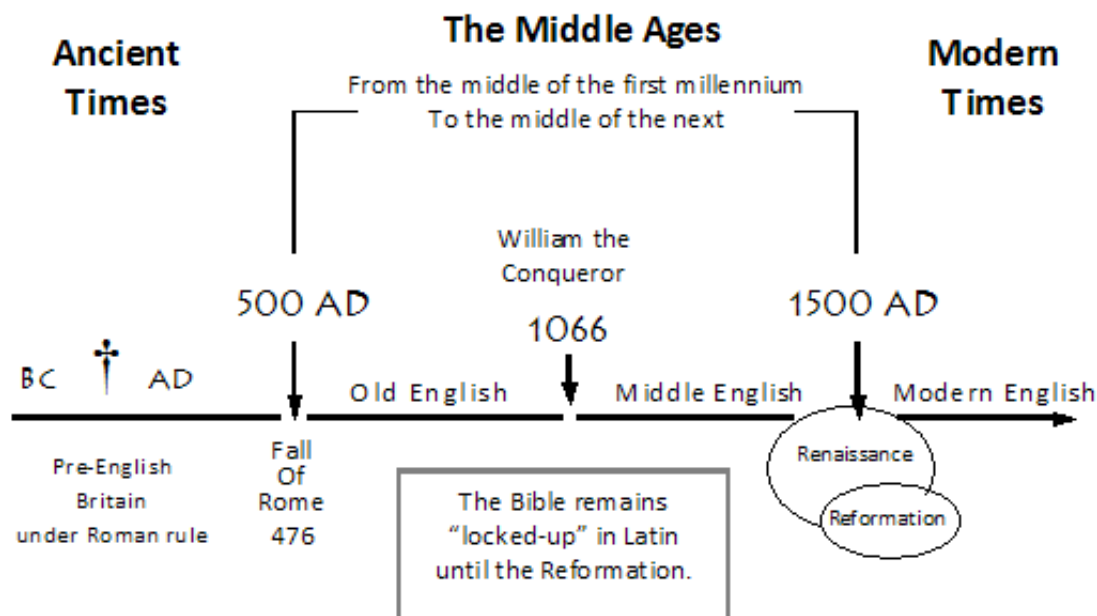 Ancient
Times
The Middle Ages
From the middle of the first millennium
To the middle of the next
Modern
Times
William the
Conqueror
500 AD
1066
1500 AD
BC † AD
Old English
Middle English
Modern English
Pre-English
Britain
under Roman rule
Fall
Of
Rome
476
The Bible remains
“locked-up” in Latin
until the Reformation.
Renaissance
Reformation